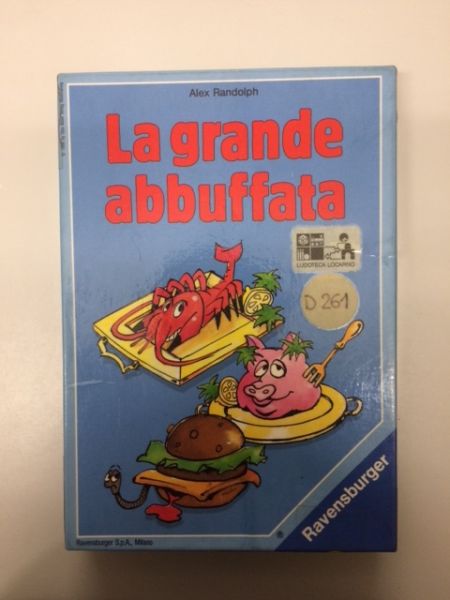 Alex Randolph
La grande
abbuffata
LUDOTECA LOCARNO
D 261
Ravensburger
®
Ravensburger S.p.A., Milano